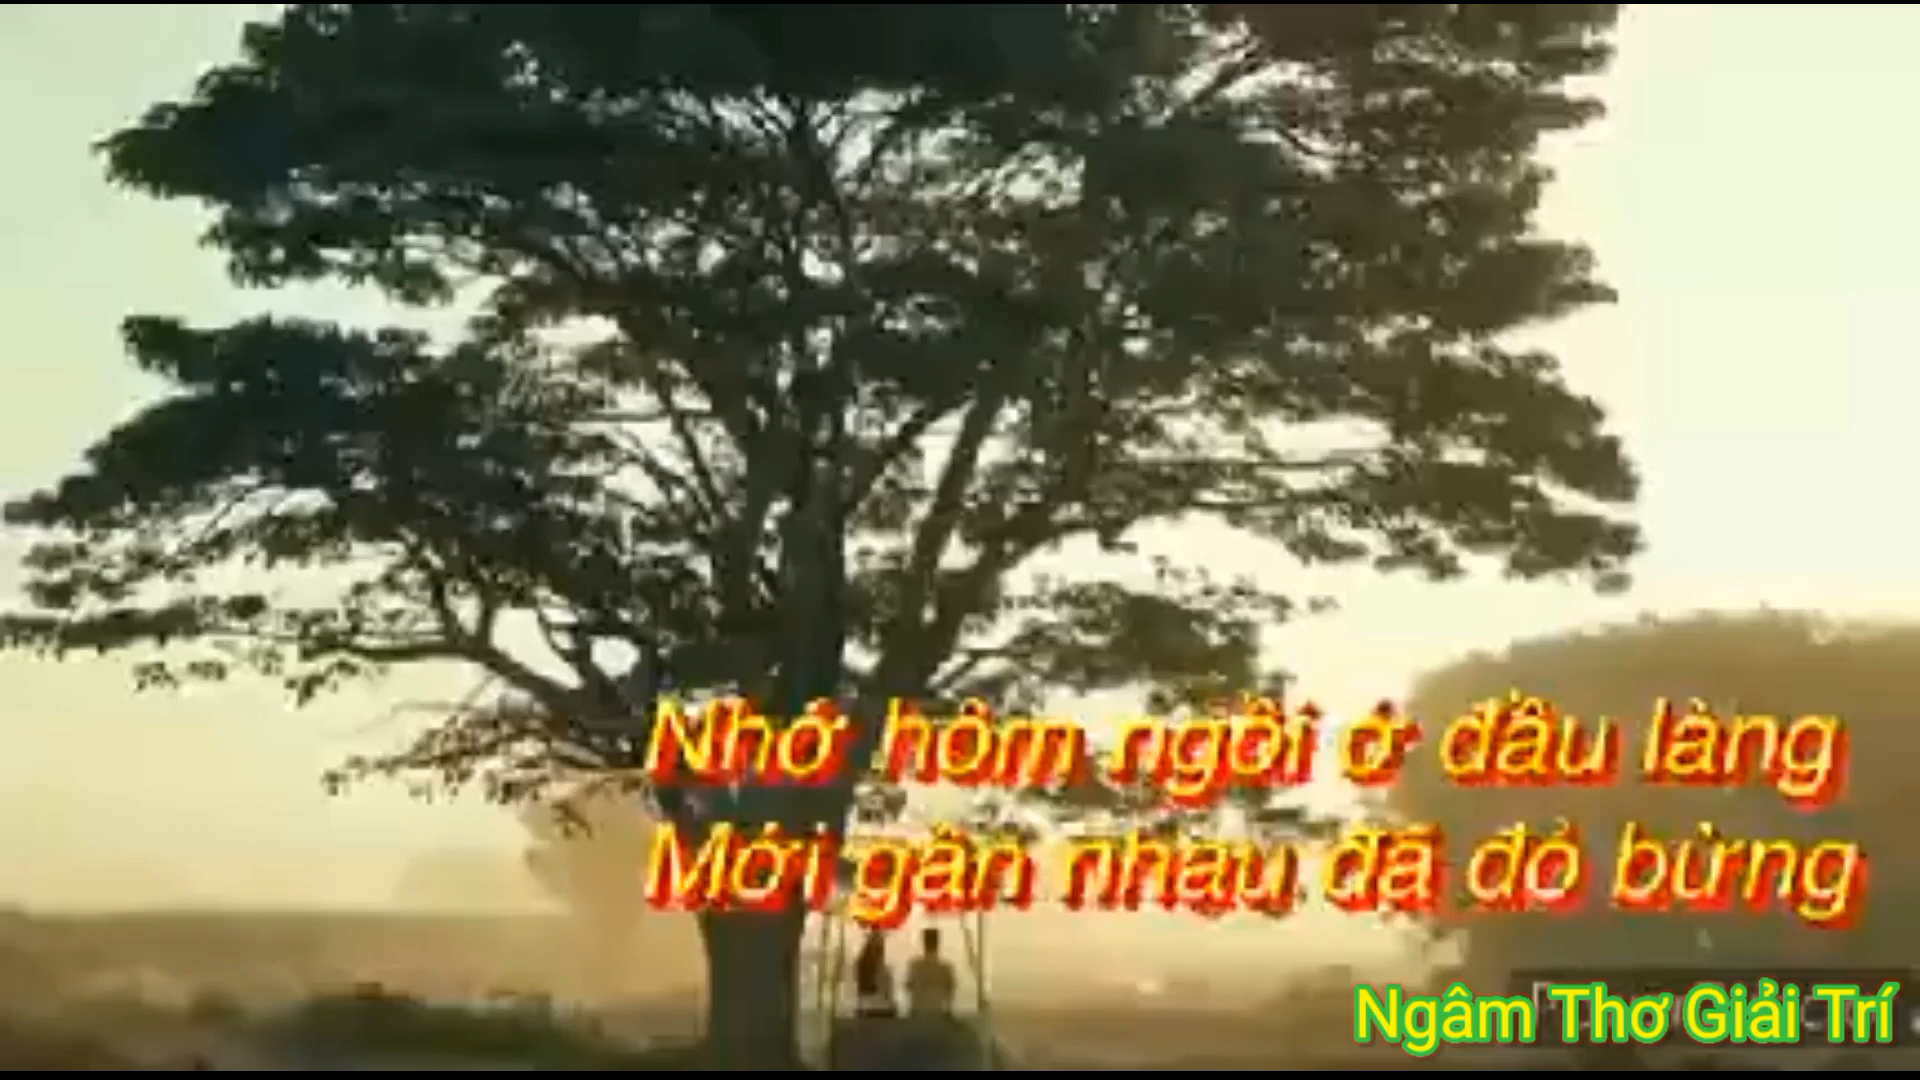 Nhớ hôm ngồi ở đầu làng
Mới gần nhau đã đỏ bừng
Ngâm Thơ Giải Trí